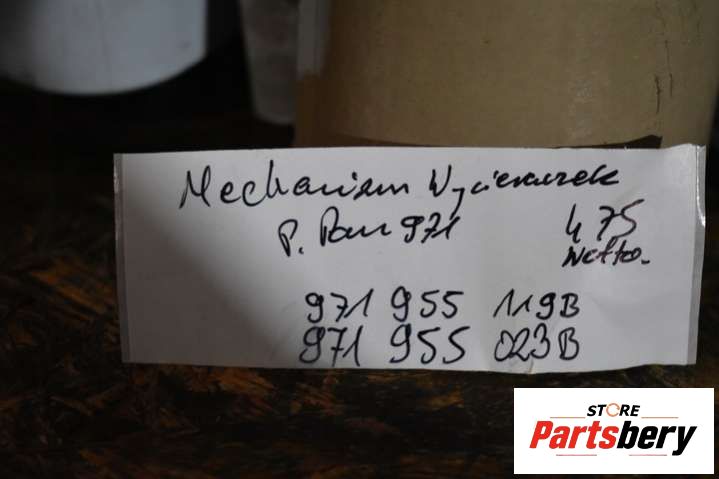 Mechanizm Wycieraczek
P. Pan 971
475
Netto-
971 955 119B
971 955 023B
STORE
Partsbery